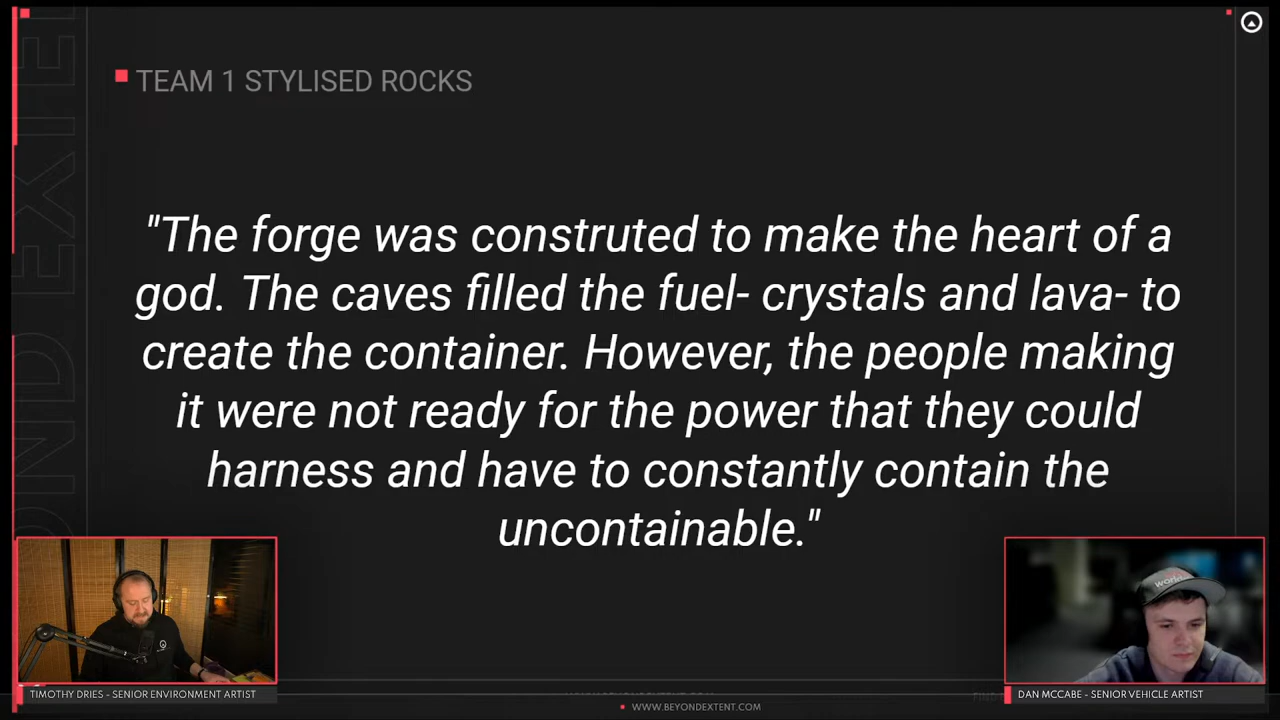 TEAM 1 STYLISED ROCKS
"The forge was construted to make the heart of a
god. The caves filled the fuel- crystals and lava- to
create the container. However, the people making
it were not ready for the power that they could
harness and have to constantly contain the
uncontainable."
TIMOTHY DRIES - SENIOR ENVIRONMENT ARTIST
DAN MCCABE - SENIOR VEHICLE ARTIST
WWW.BEYONDEXTENT.COM